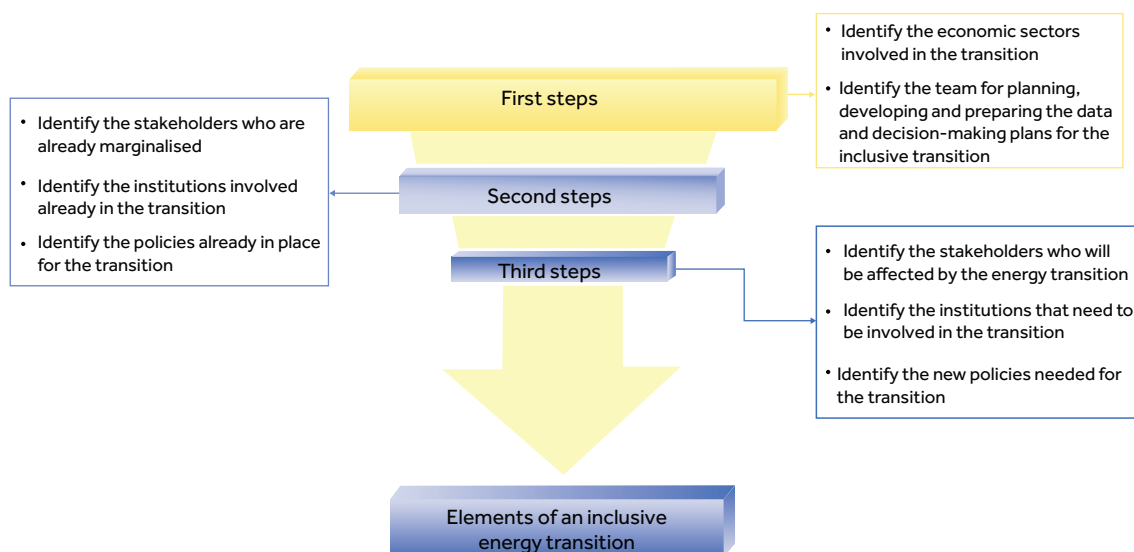 First steps
• Identify the economic sectors
involved in the transition
• Identify the team for planning,
developing and preparing the data
and decision-making plans for the
inclusive transition
Second steps
• Identify the stakeholders who are
already marginalised
• Identify the institutions involved
already in the transition
• Identify the policies already in place
for the transition
Third steps
• Identify the stakeholders who will
be affected by the energy transition
• Identify the institutions that need to
be involved in the transition
• Identify the new policies needed for
the transition
Elements of an inclusive
energy transition